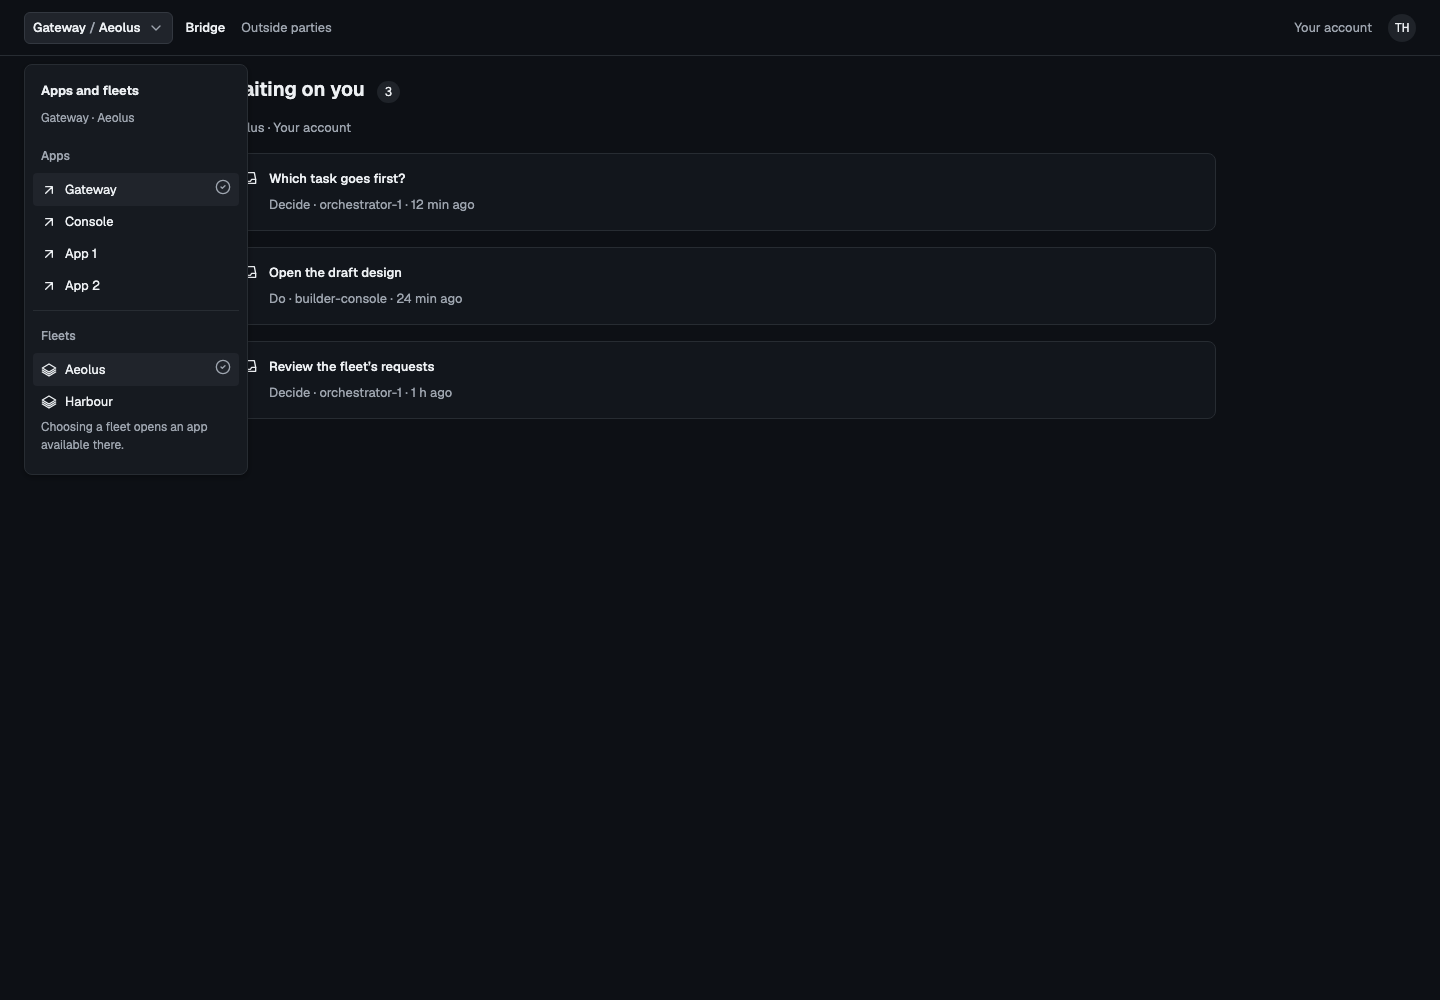 Gateway / Aeolus
Bridge
Outside parties
Your account
TH
Apps and fleets
Gateway · Aeolus
Apps
Gateway
Console
App 1
App 2
Fleets
Aeolus
Harbour
Choosing a fleet opens an app
available there.
aiting on you 3
lus · Your account
Which task goes first?
Decide · orchestrator-1 · 12 min ago
Open the draft design
Do · builder-console · 24 min ago
Review the fleet's requests
Decide · orchestrator-1 · 1 h ago